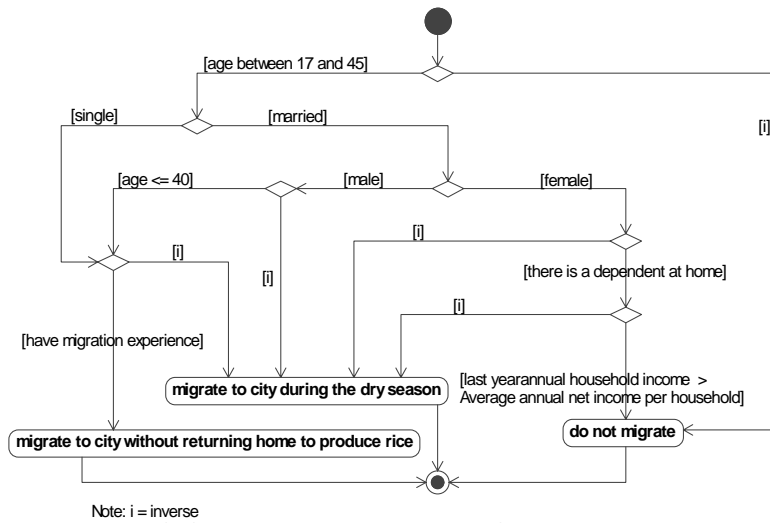 [age between 17 and 45]
[single]
[married]
[i]
[age <= 40]
[male]
[female]
[i]
[i]
[i]
[there is a dependent at home]
[i]
[have migration experience]
migrate to city during the dry season
[last yearannual household income >
Average annual net income per household]
migrate to city without returning home to produce rice
do not migrate
Note: i = inverse